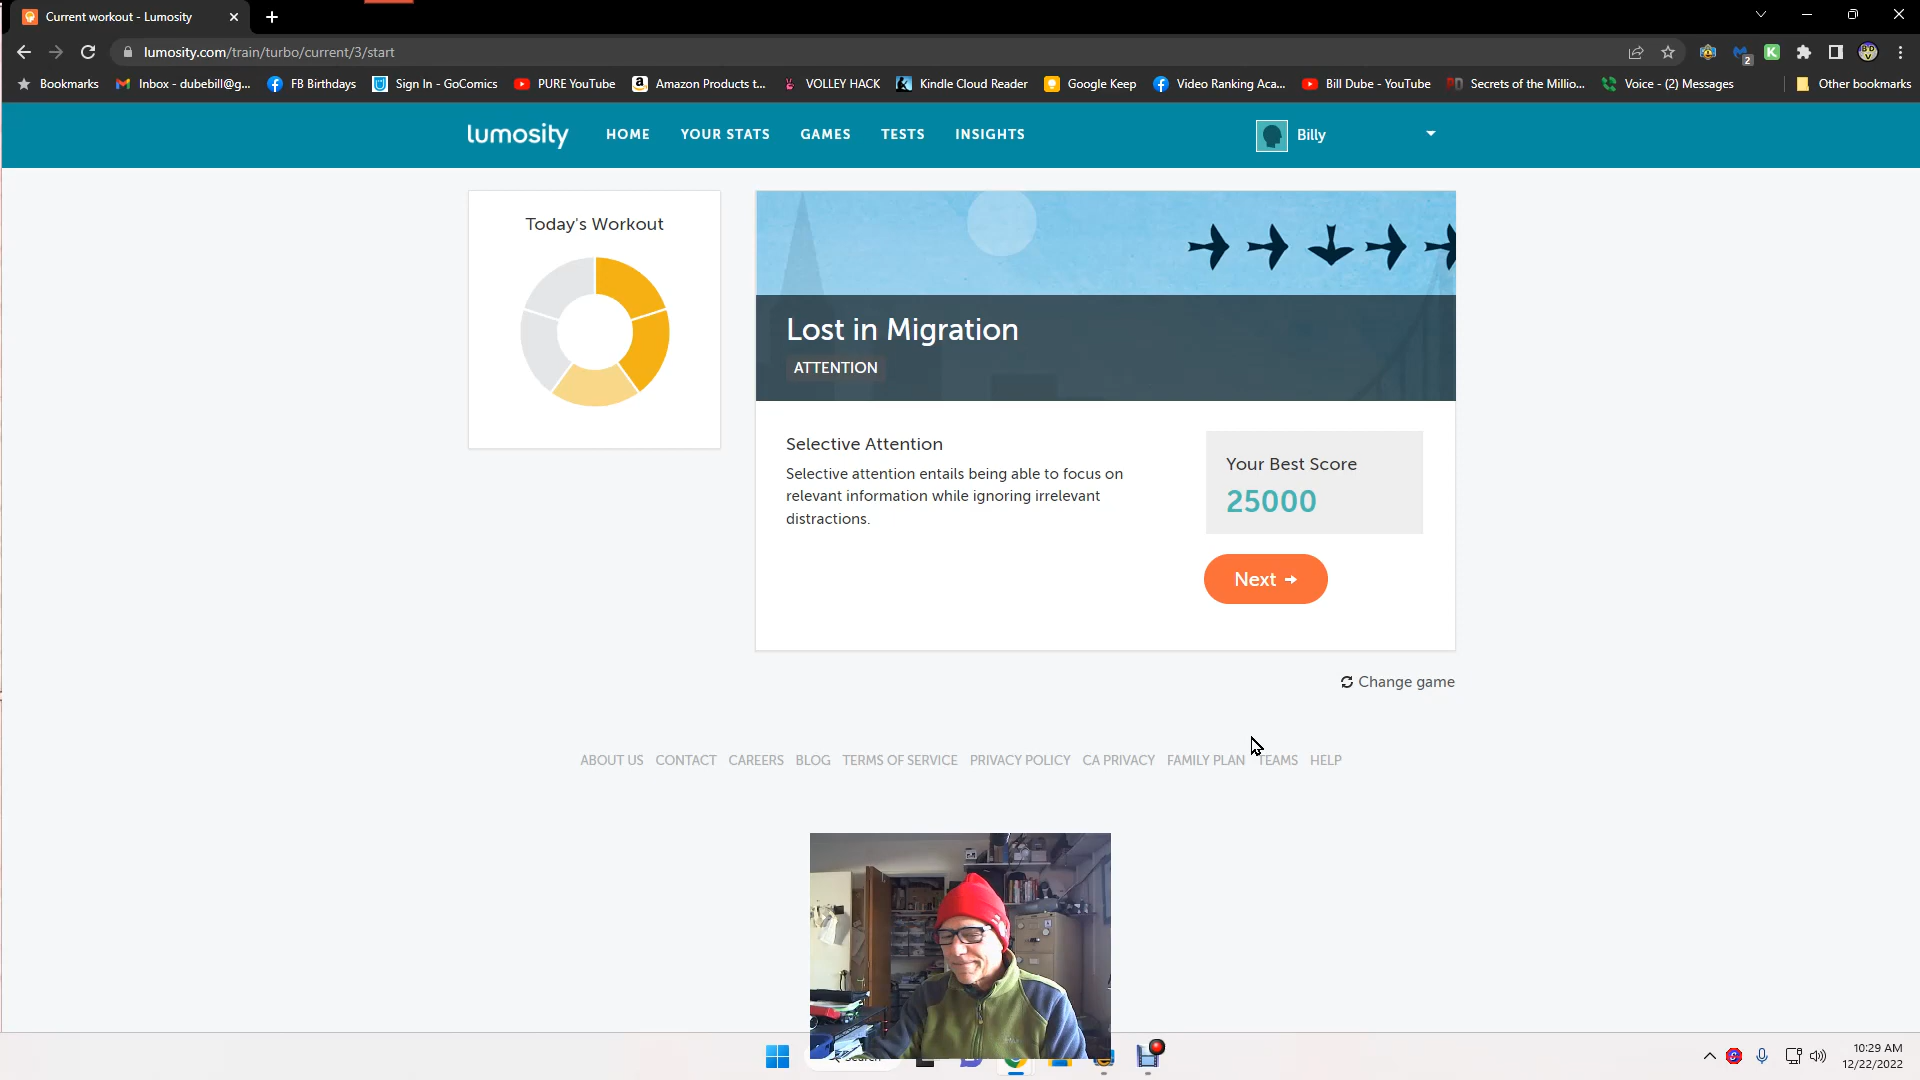 Current workout - Lumosity
lumosity.com/train/turbo/current/3/start
Bookmarks Inbox - dubebill@g... FB Birthdays Sign In - GoComics PURE YouTube Amazon Products t... VOLLEY HACK Kindle Cloud Reader Google Keep Video Ranking Aca... Bill Dube - YouTube Secrets of the Millio... Voice - (2) Messages Other bookmarks
lumosity HOME YOUR STATS GAMES TESTS INSIGHTS Billy
Today's Workout
Lost in Migration
ATTENTION
Selective Attention
Selective attention entails being able to focus on
relevant information while ignoring irrelevant
distractions.
Your Best Score
25000
Next
Change game
ABOUT US CONTACT CAREERS BLOG TERMS OF SERVICE PRIVACY POLICY CA PRIVACY FAMILY PLAN TEAMS HELP
10:29 AM
12/22/2022